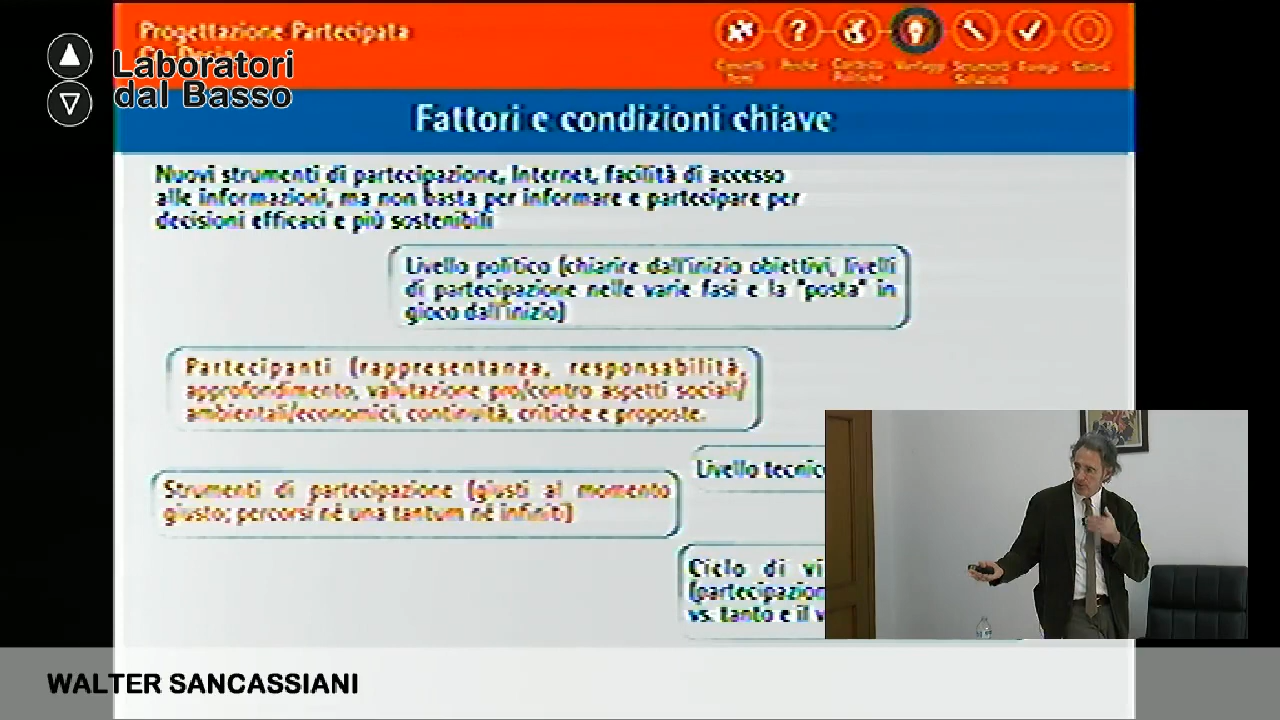 Progettazione Partecipata
Laboratori
dal Basso
Fattori e condizioni chiave
Nuovi strumenti di partecipazione, Internet, facilità di accesso
alle informazioni, ma non basta per informare e partecipare per
decisioni efficaci e più sostenibili
Livello politico (chiarire dall'inizio obiettivi, livelli
di partecipazione nelle varie fasi e la "posta" in
gioco dall'inizio)
Partecipanti (rappresentanza, responsabilità,
approfondimento, valutazione pro/contro aspetti sociali/
ambientali/economici, continuità, critiche e proposte.
Livello tecnico
Strumenti di partecipazione (giusti al momento
giusto; percorsi né una tantum né infiniti)
Ciclo di vi
(partecipazion
vs. tanto e il v
WALTER SANCASSIANI